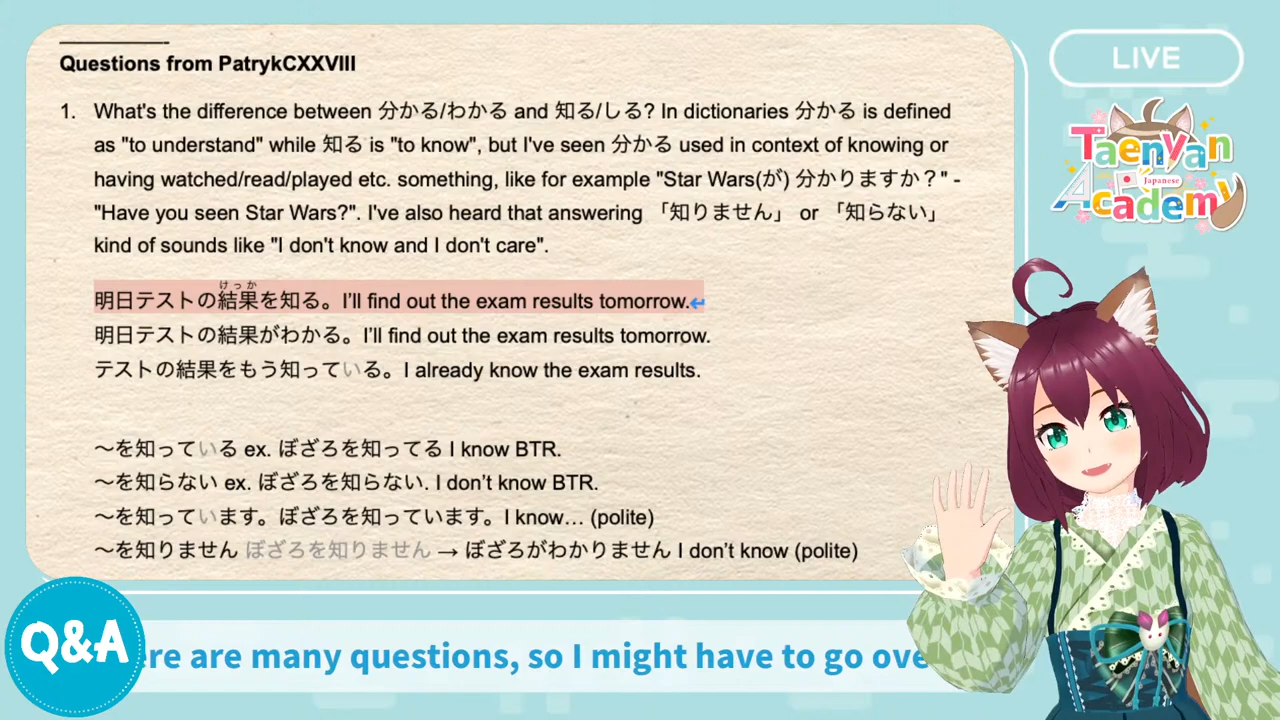 Questions from PatrykCXXVIII
1. What's the difference between 分かる/わかる and 知る/しる? In dictionaries 分かる is defined
as "to understand" while 知る is "to know", but I've seen 分かる used in context of knowing or
having watched/read/played etc. something, like for example "Star Wars(が) 分かりますか？" -
"Have you seen Star Wars?". I've also heard that answering 「知りません」 or 「知らない」
kind of sounds like "I don't know and I don't care".
けっか
明日テストの結果を知る。I'll find out the exam results tomorrow.↵
明日テストの結果がわかる。I'll find out the exam results tomorrow.
テストの結果をもう知っている。I already know the exam results.
〜を知っている ex. ぼざろを知ってる I know BTR.
〜を知らない ex. ぼざろを知らない. I don't know BTR.
〜を知っています。ぼざろを知っています。I know… (polite)
〜を知りません ぼざろを知りません → ぼざろがわかりません I don't know (polite)
LIVE
Taenyan
Japanese
Academy
Q&A
ere are many questions, so I might have to go ove